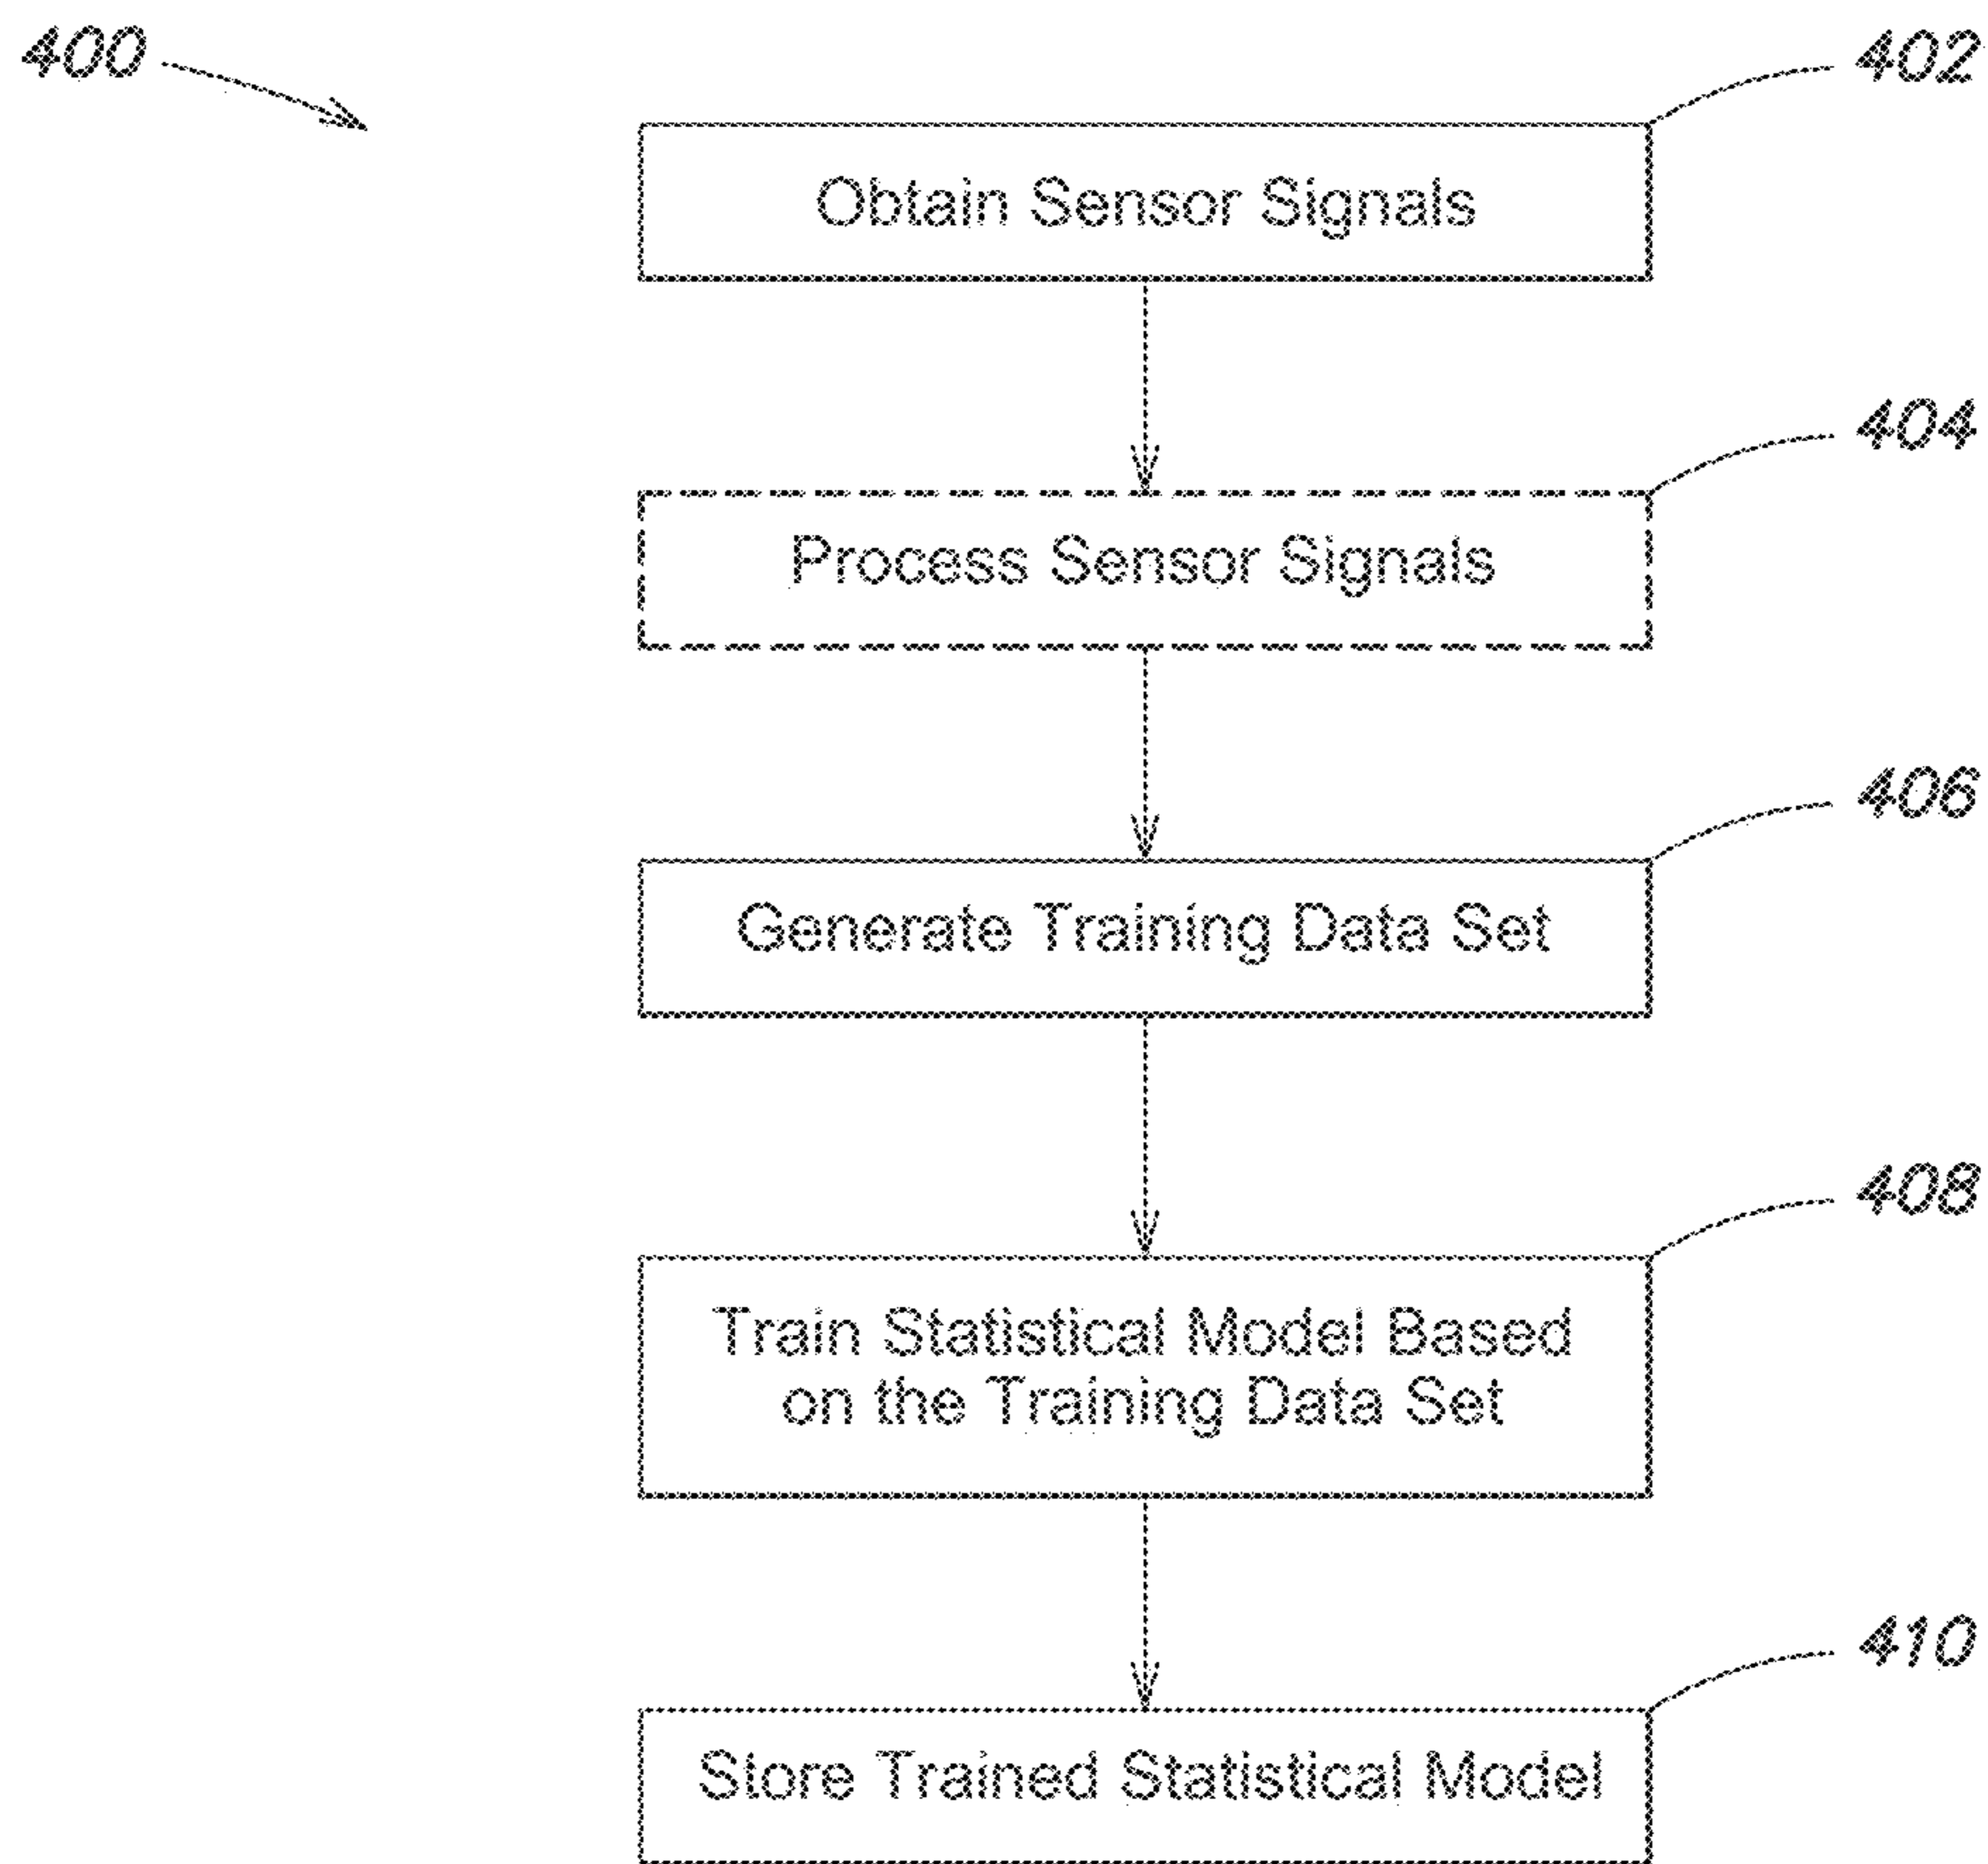 400
402
Obtain Sensor Signals
404
Process Sensor Signals
406
Generate Training Data Set
408
Train Statistical Model Based
on the Training Data Set
410
Store Trained Statistical Model